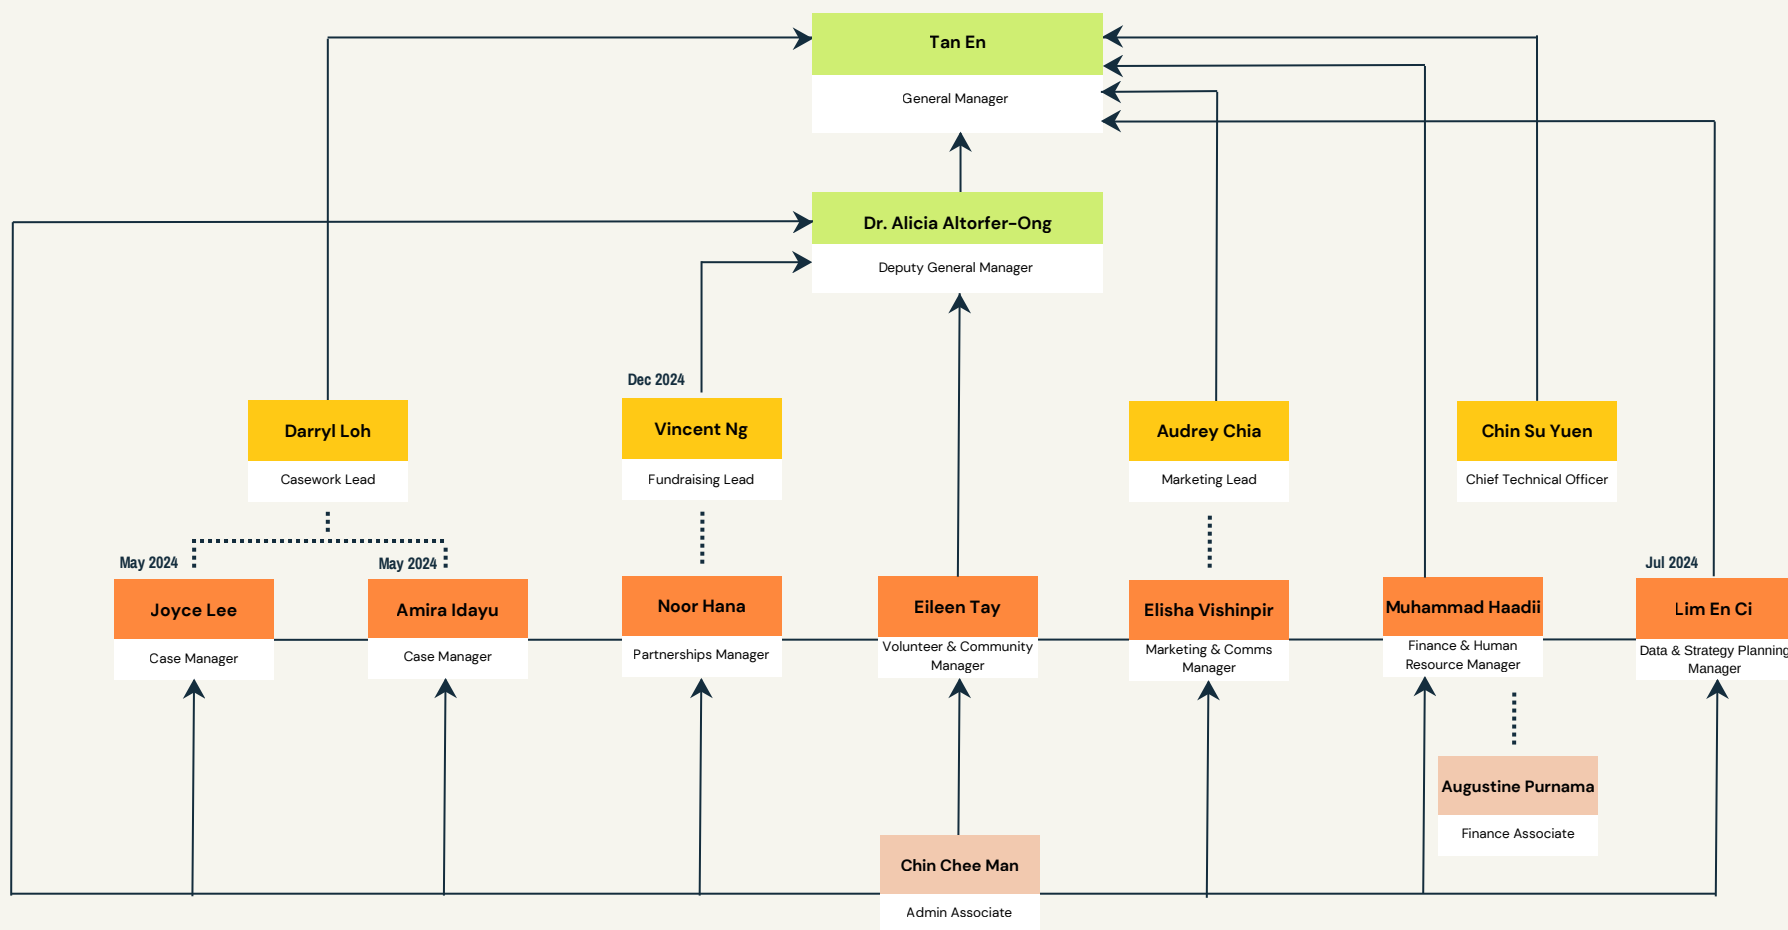 Tan En
General Manager
Dr. Alicia Altorfer-Ong
Deputy General Manager
Dec 2024
Darryl Loh
Casework Lead
Vincent Ng
Fundraising Lead
Audrey Chia
Marketing Lead
Chin Su Yuen
Chief Technical Officer
May 2024
May 2024
Jul 2024
Joyce Lee
Case Manager
Amira Idayu
Case Manager
Noor Hana
Partnerships Manager
Eileen Tay
Volunteer & Community
Manager
Elisha Vishinpir
Marketing & Comms
Manager
Muhammad Haadii
Finance & Human
Resource Manager
Lim En Ci
Data & Strategy Planning
Manager
Augustine Purnama
Finance Associate
Chin Chee Man
Admin Associate